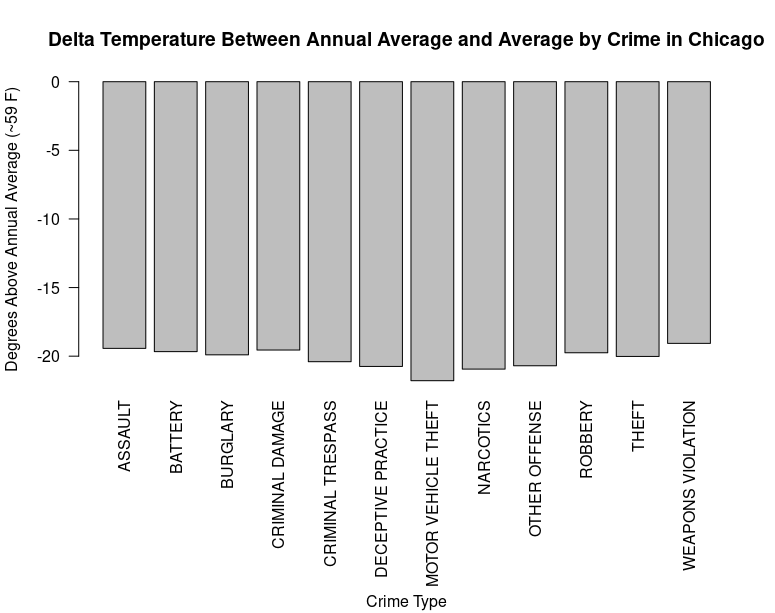 Delta Temperature Between Annual Average and Average by Crime in Chicago
Degrees Above Annual Average (~59 F)
0
-5
-10
-15
-20
ASSAULT
BATTERY
BURGLARY
CRIMINAL DAMAGE
CRIMINAL TRESPASS
DECEPTIVE PRACTICE
MOTOR VEHICLE THEFT
NARCOTICS
OTHER OFFENSE
ROBBERY
THEFT
WEAPONS VIOLATION
Crime Type